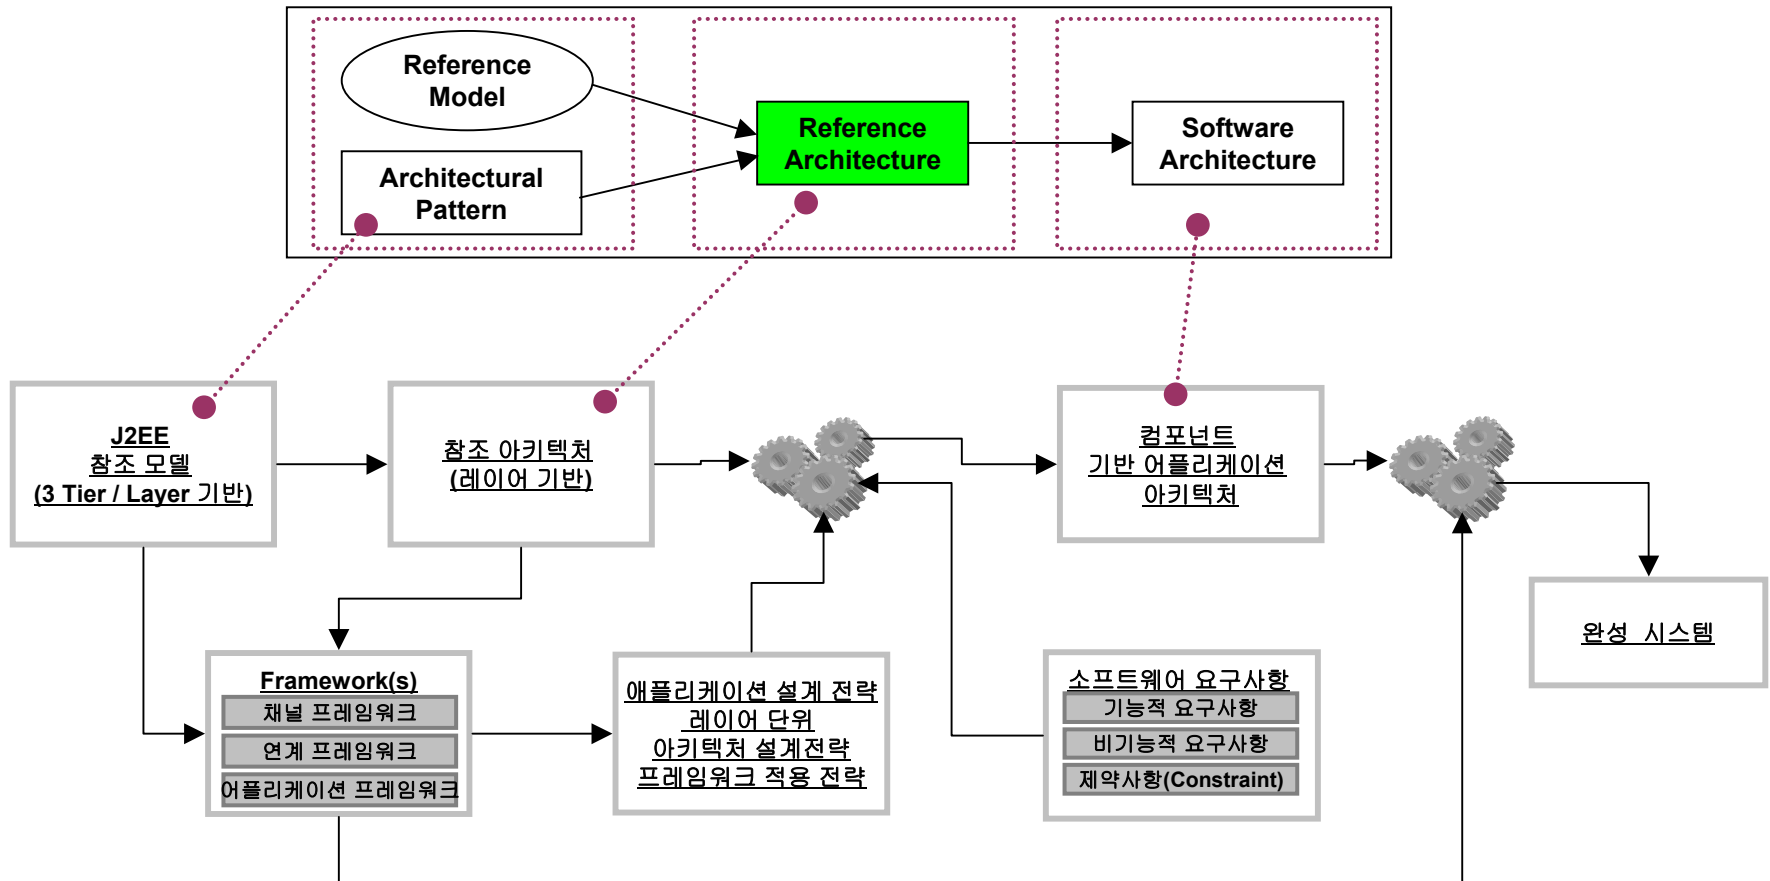 Reference
Model
Architectural
Pattern
Reference
Architecture
Software
Architecture
J2EE
참조 모델
(3 Tier / Layer 기반)
참조 아키텍처
(레이어 기반)
컴포넌트
기반 어플리케이션
아키텍처
완성 시스템
Framework(s)
채널 프레임워크
연계 프레임워크
어플리케이션 프레임워크
애플리케이션 설계 전략
레이어 단위
아키텍처 설계전략
프레임워크 적용 전략
소프트웨어 요구사항
기능적 요구사항
비기능적 요구사항
제약사항(Constraint)